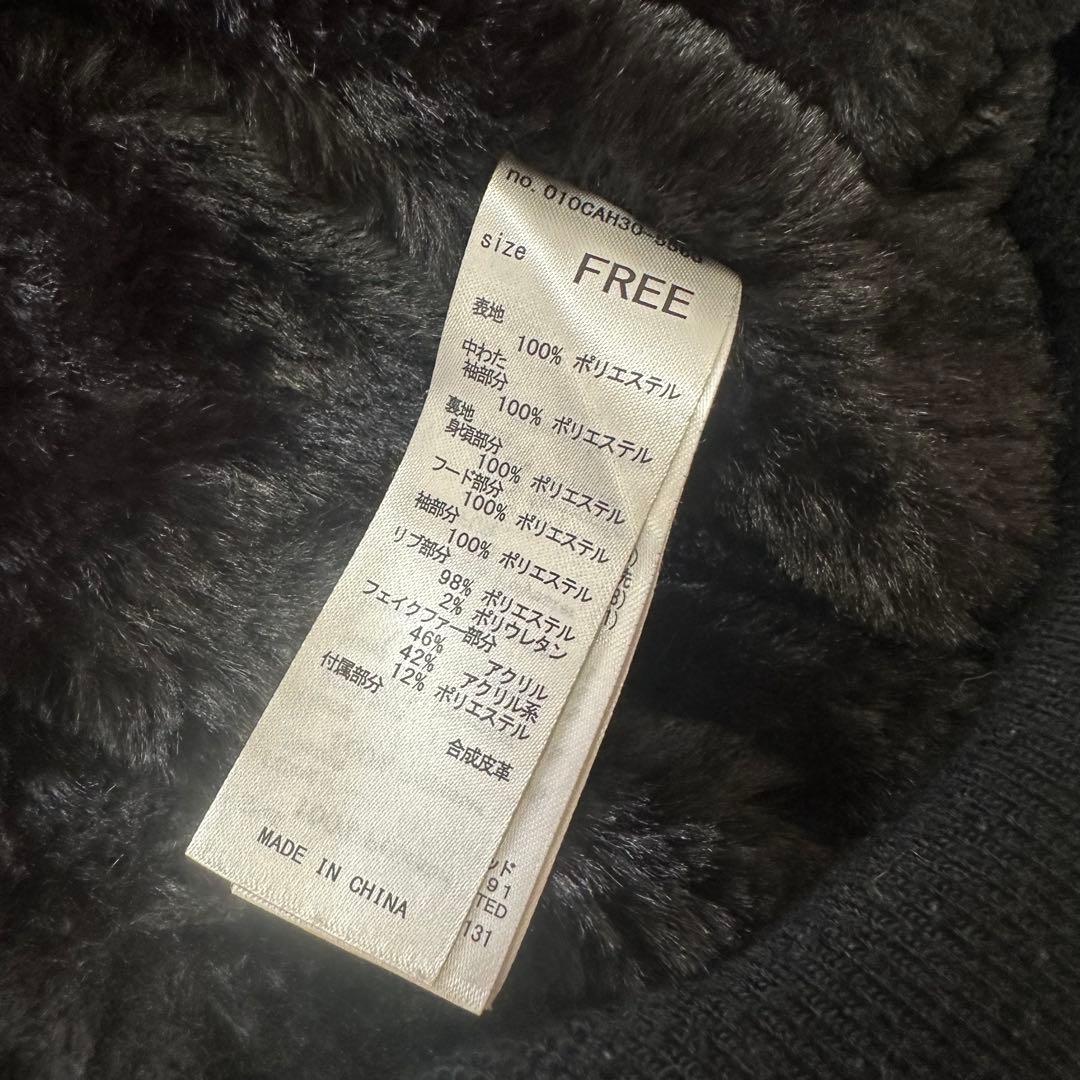 no. 010CAH30-
size FREE
表地
100% ポリエステル
中わた
袖部分
100% ポリエステル
裏地
身頃部分
100% ポリエステル
フード部分
100% ポリエステル
袖部分
100% ポリエステル
リブ部分
98% ポリエステル
2% ポリウレタン
フェイクファー部分
46% アクリル
42% アクリル系
12% ポリエステル
付属部分
合成皮革
MADE IN CHINA
ッド
91
TED
131